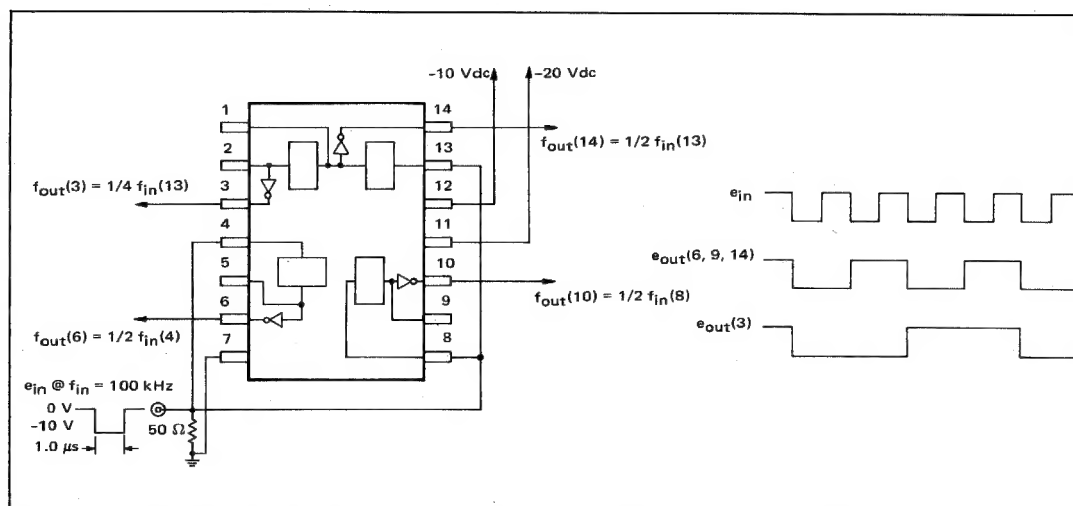 -10 Vdc
-20 Vdc
1
2
3
4
5
6
7
14
13
12
11
10
9
8
fout(14) = 1/2 fin(13)
fout(3) = 1/4 fin(13)
fout(10) = 1/2 fin(8)
fout(6) = 1/2 fin(4)
ein @ fin = 100 kHz
0 V
-10 V
1.0 µs
50 Ω
ein
eout(6, 9, 14)
eout(3)